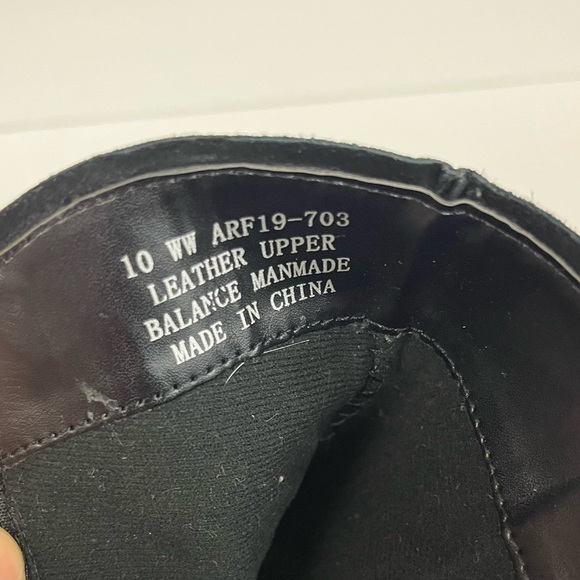 10 WW ARF19-703
LEATHER UPPER
BALANCE MANMADE
MADE IN CHINA